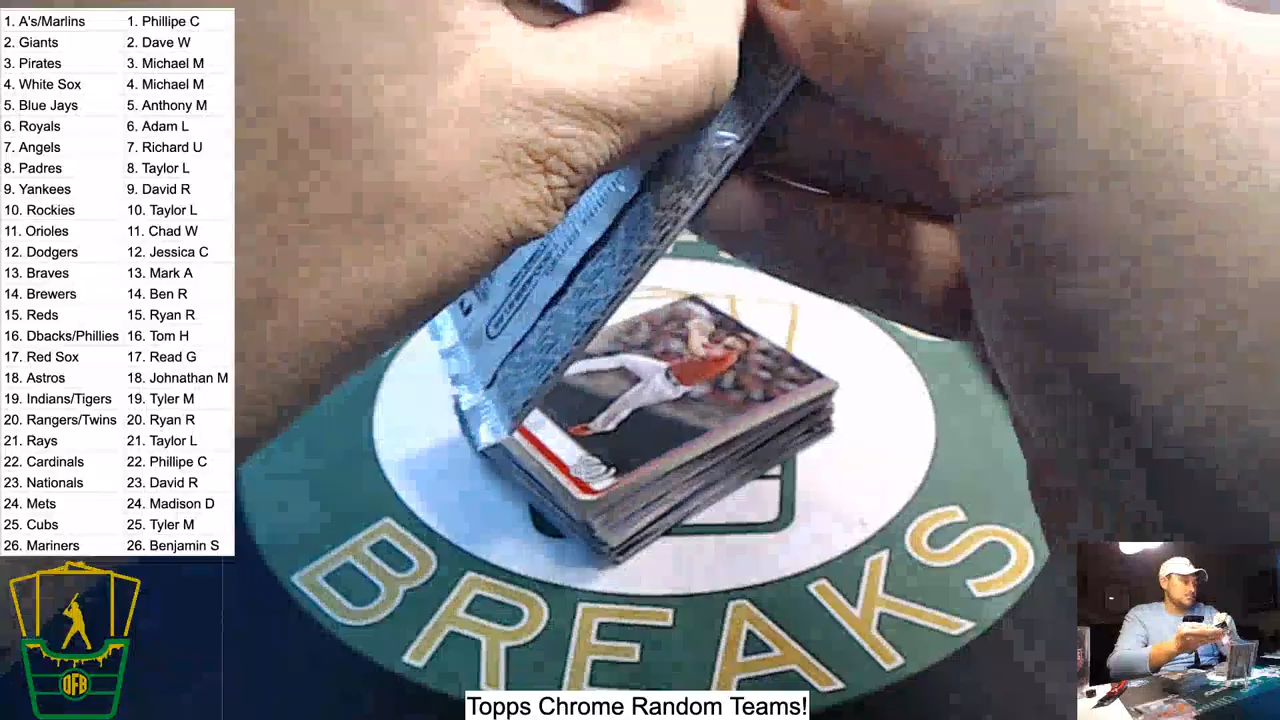 1. A's/Marlins 1. Phillipe C
2. Giants 2. Dave W
3. Pirates 3. Michael M
4. White Sox 4. Michael M
5. Blue Jays 5. Anthony M
6. Royals 6. Adam L
7. Angels 7. Richard U
8. Padres 8. Taylor L
9. Yankees 9. David R
10. Rockies 10. Taylor L
11. Orioles 11. Chad W
12. Dodgers 12. Jessica C
13. Braves 13. Mark A
14. Brewers 14. Ben R
15. Reds 15. Ryan R
16. Dbacks/Phillies 16. Tom H
17. Red Sox 17. Read G
18. Astros 18. Johnathan M
19. Indians/Tigers 19. Tyler M
20. Rangers/Twins 20. Ryan R
21. Rays 21. Taylor L
22. Cardinals 22. Phillipe C
23. Nationals 23. David R
24. Mets 24. Madison D
25. Cubs 25. Tyler M
26. Mariners 26. Benjamin S
BREAKS
DFB
Topps Chrome Random Teams!